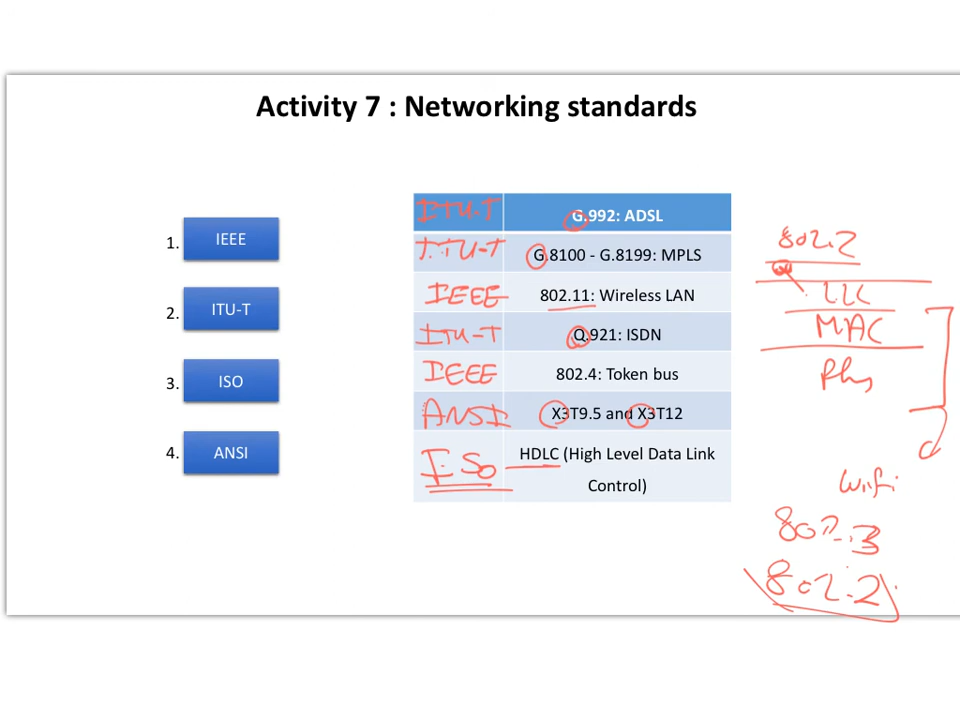 Activity 7 : Networking standards
1. IEEE
2. ITU-T
3. ISO
4. ANSI
ITU-T G.992: ADSL
ITU-T G.8100 - G.8199: MPLS
IEEE 802.11: Wireless LAN
ITU-T Q.921: ISDN
IEEE 802.4: Token bus
ANSI X3T9.5 and X3T12
ISO HDLC (High Level Data Link
Control)
802.2
LLC
MAC
Phy
Wifi
802.3
802.2